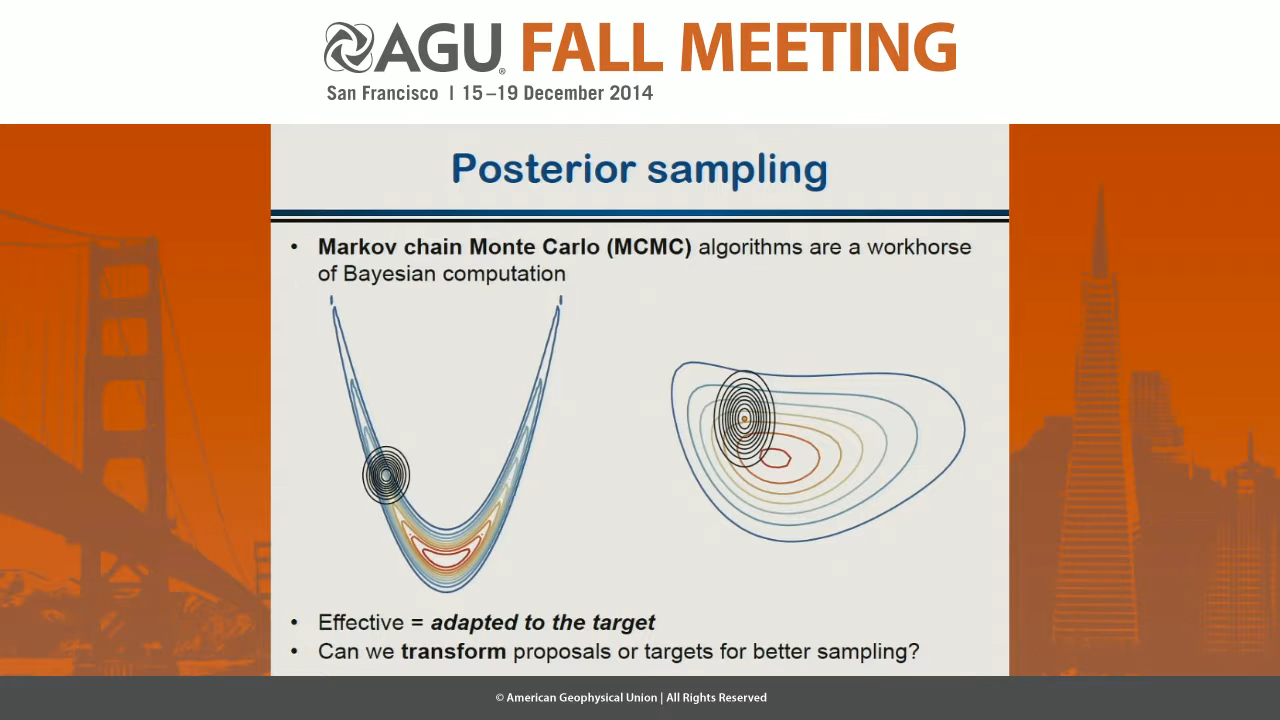 AGU® FALL MEETING
San Francisco | 15–19 December 2014
Posterior sampling
• Markov chain Monte Carlo (MCMC) algorithms are a workhorse
of Bayesian computation
• Effective = adapted to the target
• Can we transform proposals or targets for better sampling?
© American Geophysical Union | All Rights Reserved